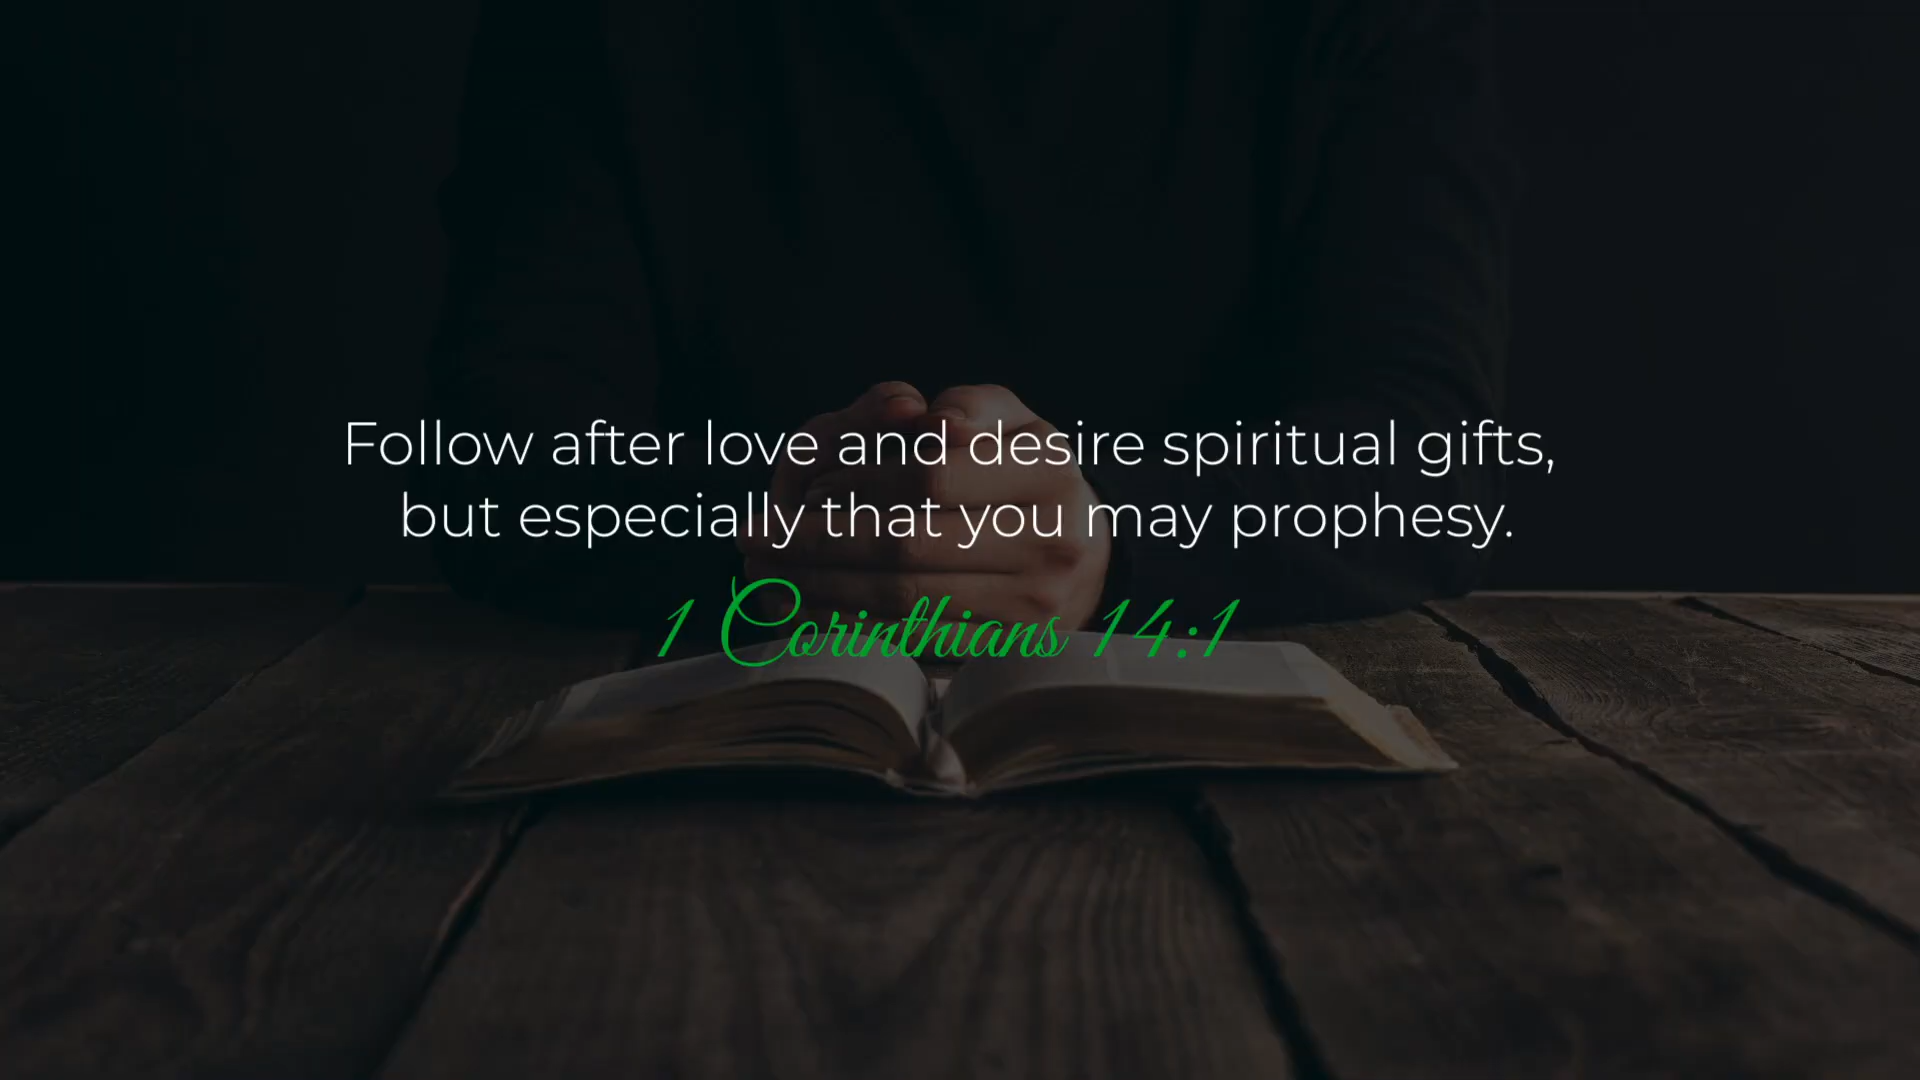 Follow after love and desire spiritual gifts,
but especially that you may prophesy.
1 Corinthians 14:1